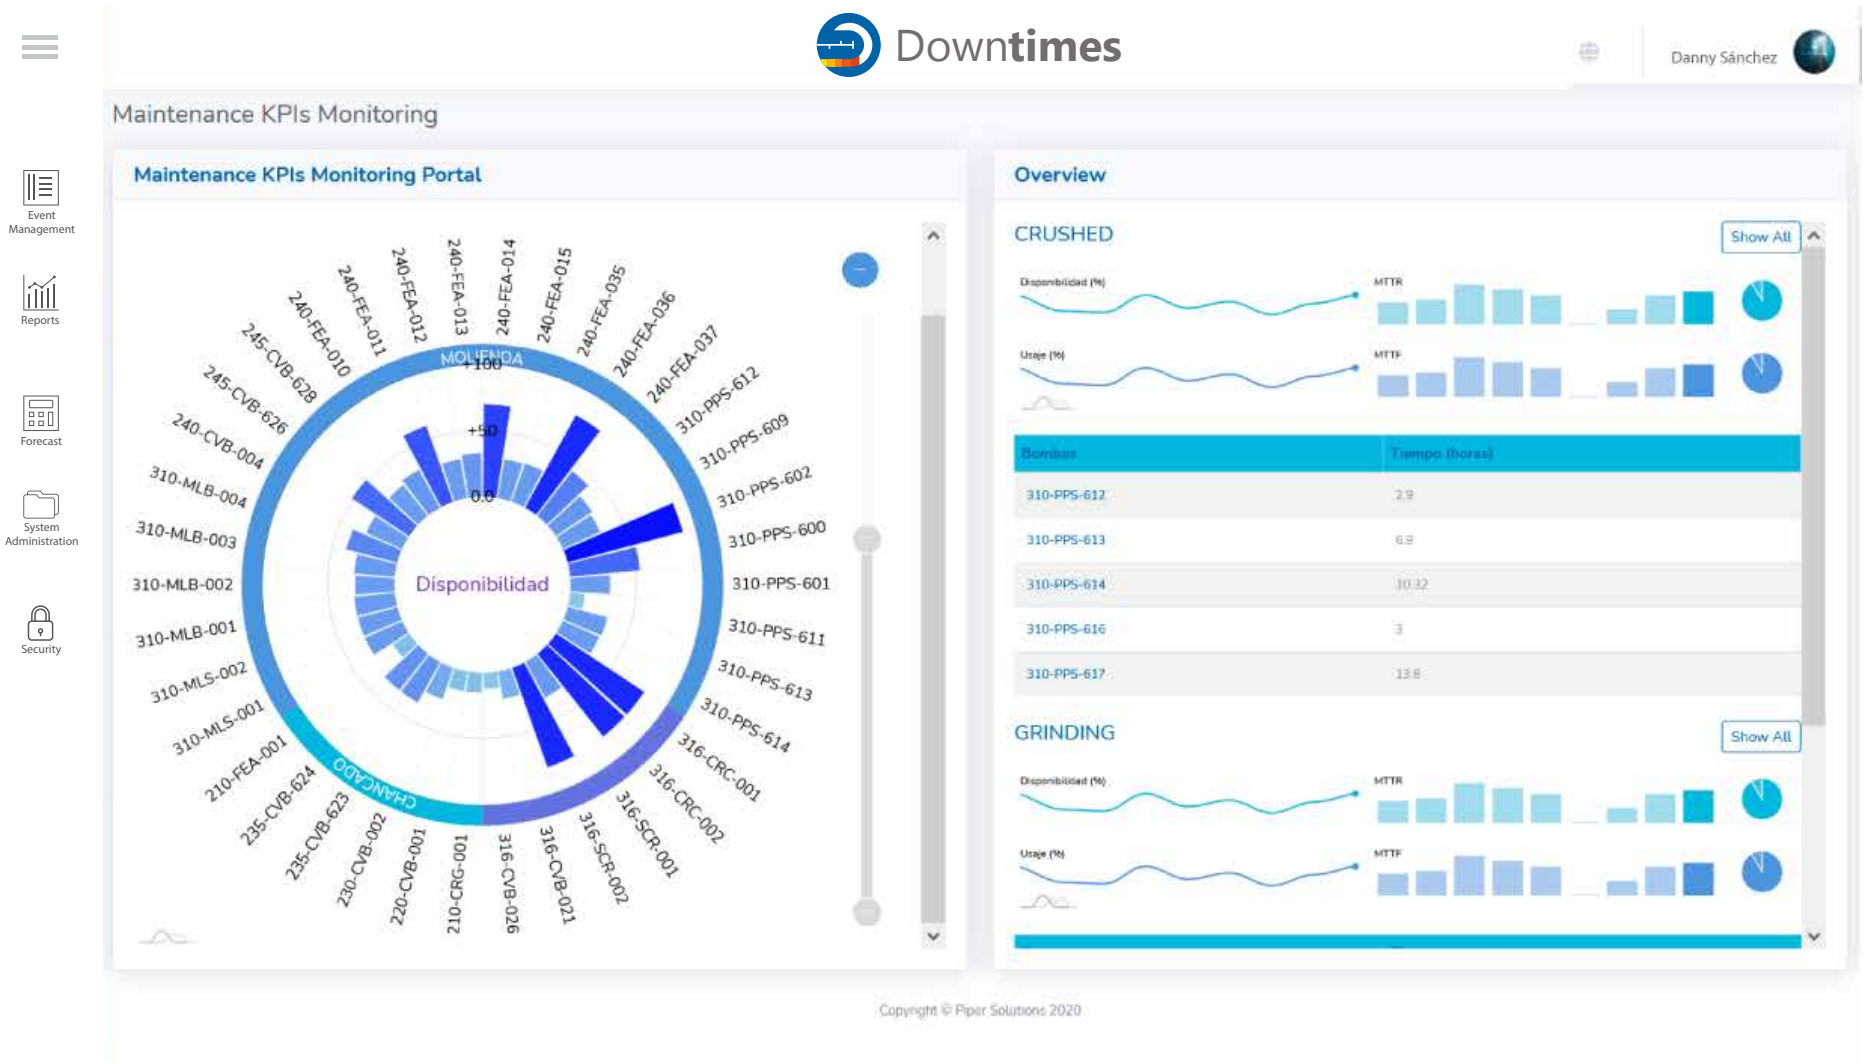 Downtimes
Danny Sánchez
Maintenance KPIs Monitoring
Event
Management
Reports
Forecast
System
Administration
Security
Maintenance KPIs Monitoring Portal
240-FEA-014
240-FEA-015
240-FEA-035
240-FEA-036
240-FEA-037
310-PPS-612
310-PPS-609
310-PPS-602
310-PPS-600
310-PPS-601
310-PPS-611
310-PPS-613
310-PPS-614
316-CRC-001
316-CRC-002
316-SCR-001
316-SCR-002
316-CVB-021
316-CVB-026
210-CRG-001
220-CVB-001
230-CVB-002
235-CVB-623
235-CVB-624
210-FEA-001
310-MLS-001
310-MLS-002
310-MLB-001
310-MLB-002
310-MLB-003
310-MLB-004
240-CVB-004
245-CVB-626
245-CVB-628
240-FEA-010
240-FEA-011
240-FEA-012
240-FEA-013
MOLIENDA
+100
+50
0.0
Disponibilidad
CHANCADO
Overview
CRUSHED
Show All
Disponibilidad (%)
MTTR
Usaje (%)
MTTF
Bombas
Tiempo (horas)
310-PPS-612
2.9
310-PPS-613
6.9
310-PPS-614
10.32
310-PPS-616
3
310-PPS-617
13.8
GRINDING
Show All
Disponibilidad (%)
MTTR
Usaje (%)
MTTF
Copyright © Piper Solutions 2020